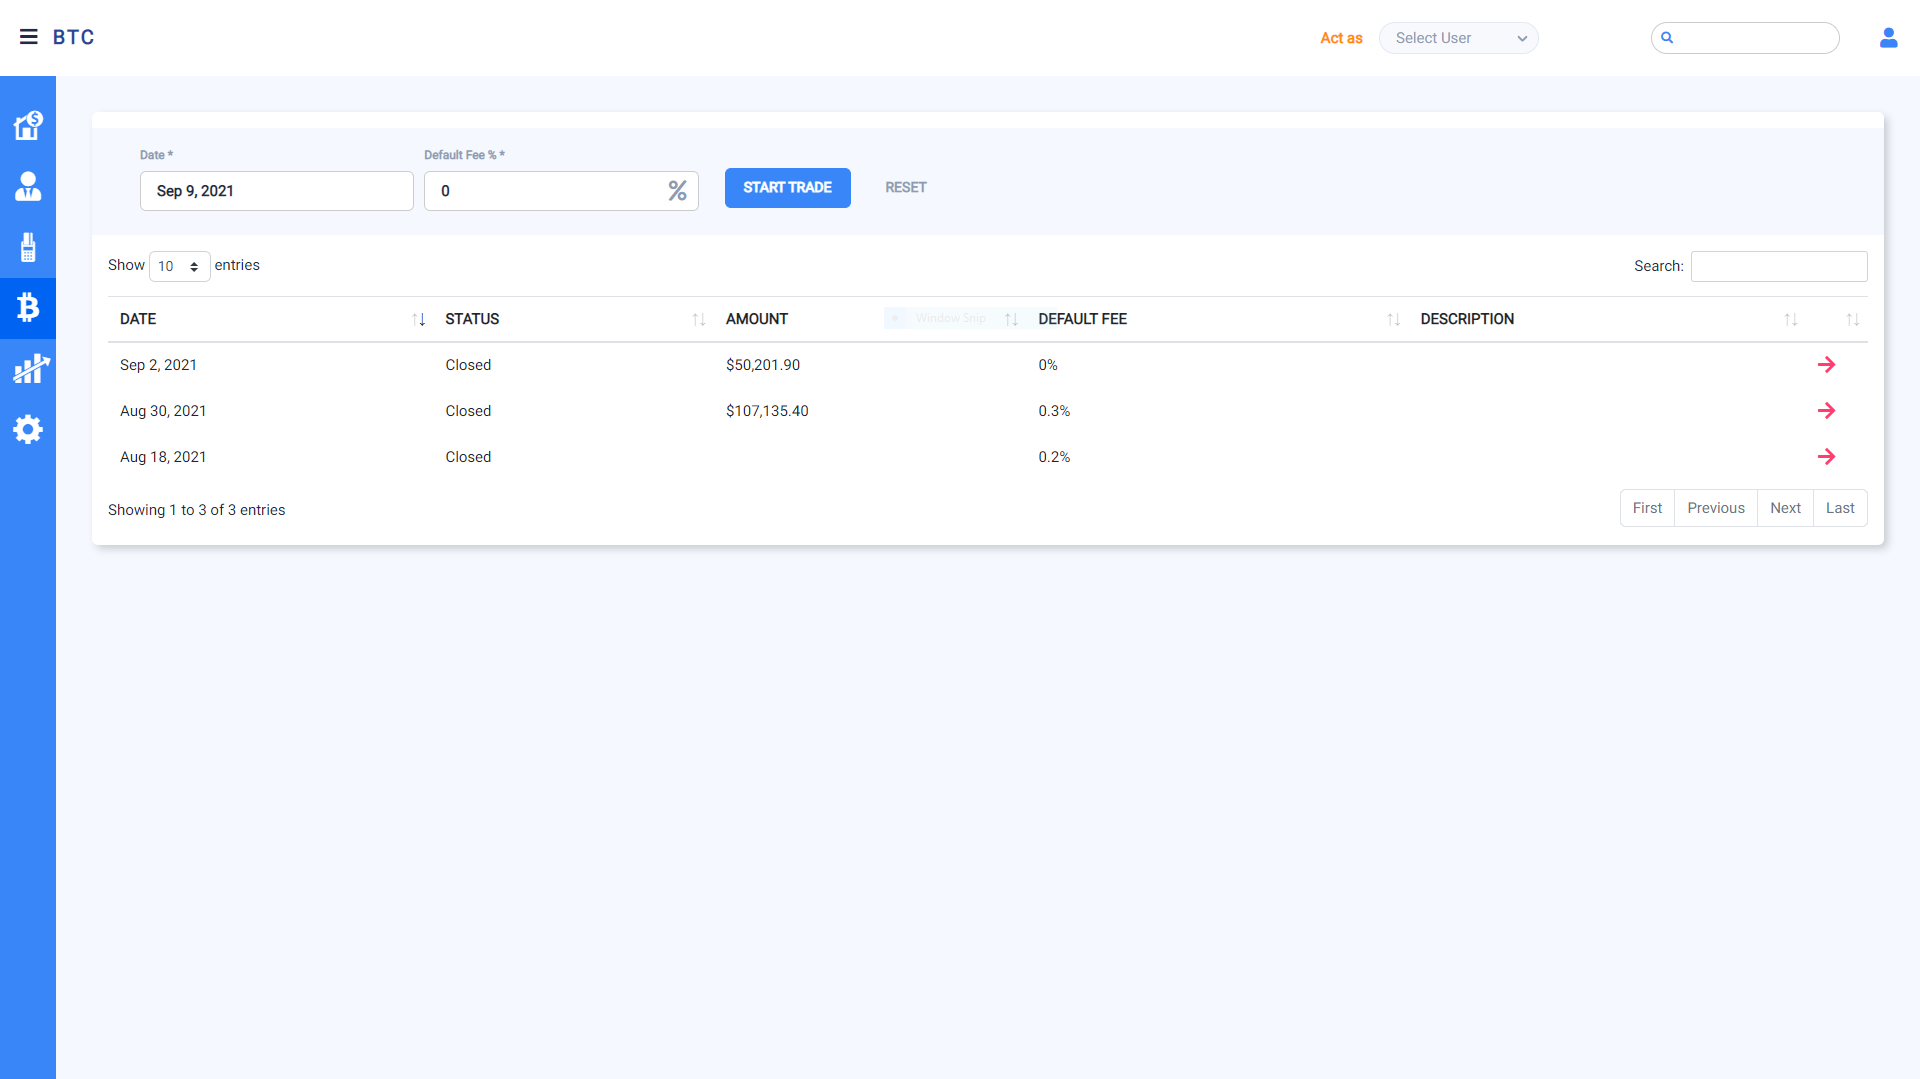 BTC
Act as
Select User
Date *
Default Fee % *
Sep 9, 2021
0
%
START TRADE
RESET
Show 10 entries
Search:
DATE
STATUS
AMOUNT
Window Snip
DEFAULT FEE
DESCRIPTION
Sep 2, 2021 Closed $50,201.90 0%
Aug 30, 2021 Closed $107,135.40 0.3%
Aug 18, 2021 Closed 0.2%
Showing 1 to 3 of 3 entries
First Previous Next Last